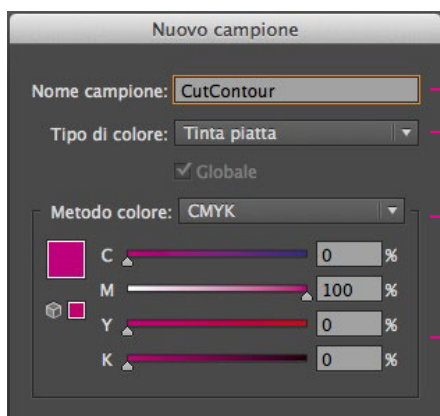 Nuovo campione
Nome campione: CutContour
Tipo di colore: Tinta piatta
Globale
Metodo colore: CMYK
C 0 %
M 100 %
Y 0 %
K 0 %